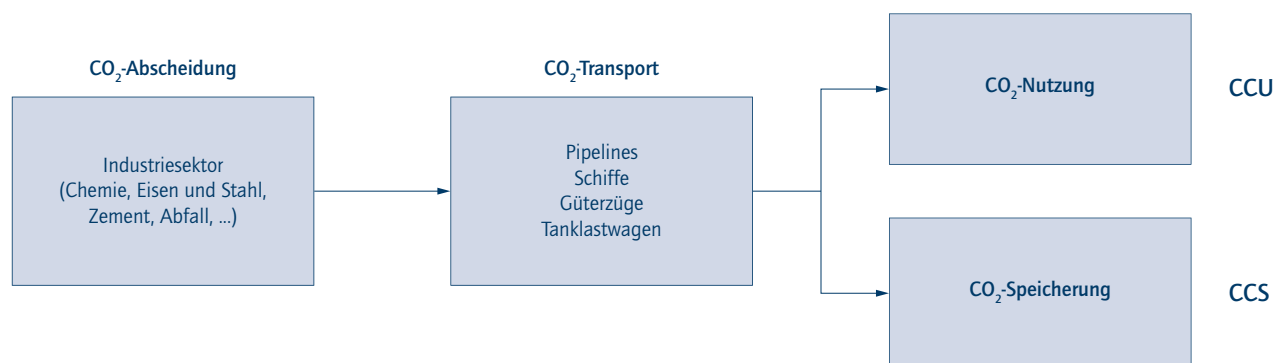 CO₂-Abscheidung
Industriesektor
(Chemie, Eisen und Stahl,
Zement, Abfall, ...)
CO₂-Transport
Pipelines
Schiffe
Güterzüge
Tanklastwagen
CO₂-Nutzung
CCU
CO₂-Speicherung
CCS